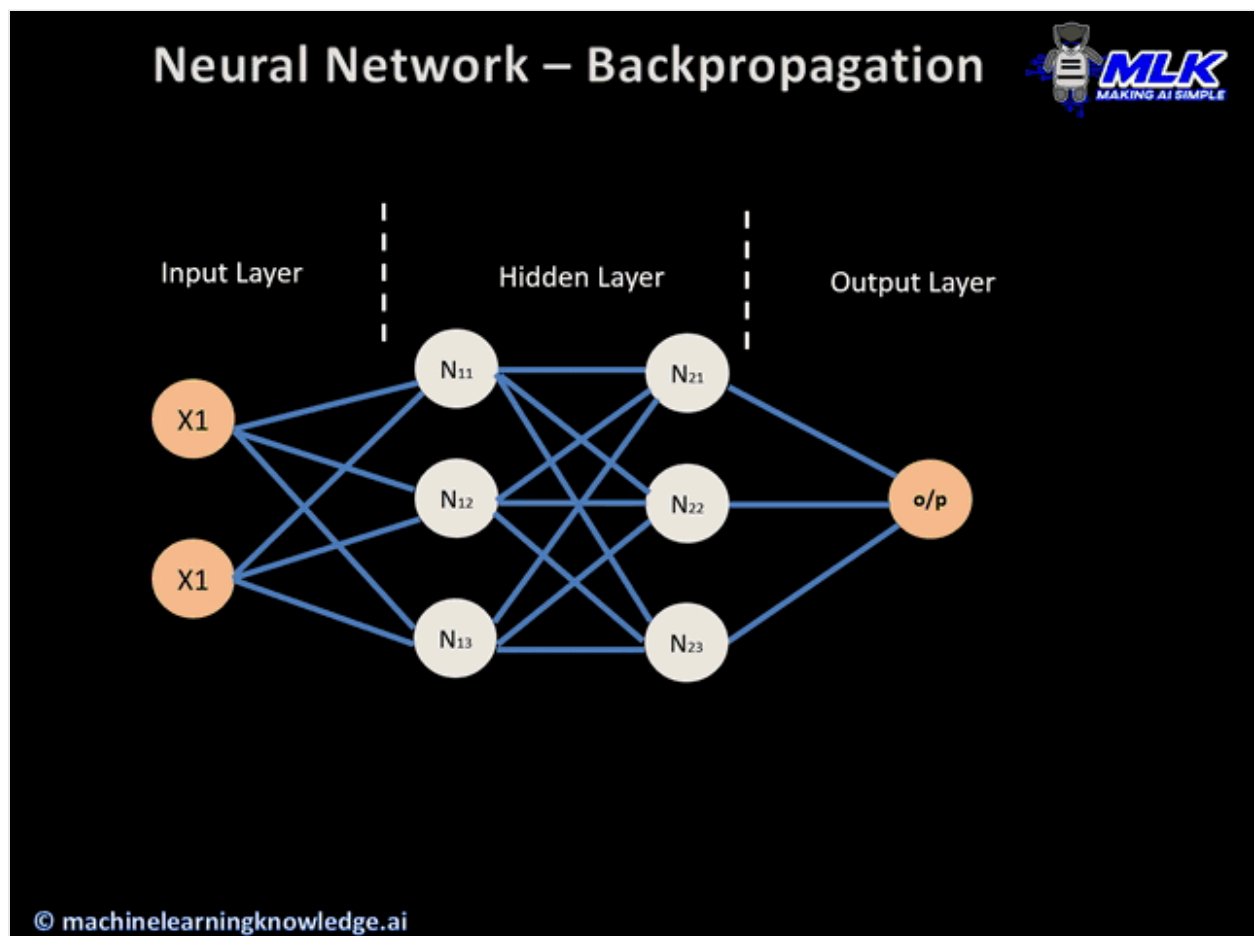 Neural Network – Backpropagation
MLK
MAKING AI SIMPLE
Input Layer
Hidden Layer
Output Layer
N11
N21
X1
N12
N22
o/p
X1
N13
N23
© machinelearningknowledge.ai